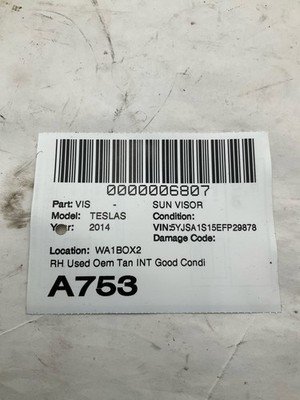 0000006807
Part: VIS - SUN VISOR
Model: TESLAS Condition:
Year: 2014 VIN:5YJSA1S15EFP29878
Damage Code:
Location: WA1BOX2
RH Used Oem Tan INT Good Condi
A753